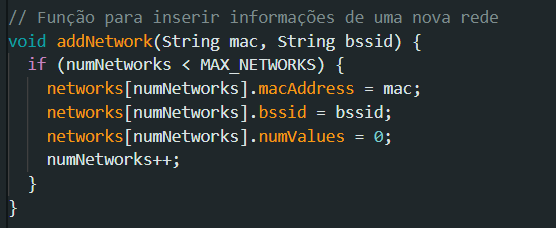 // Função para inserir informações de uma nova rede
void addNetwork(String mac, String bssid) {
  if (numNetworks < MAX_NETWORKS) {
    networks[numNetworks].macAddress = mac;
    networks[numNetworks].bssid = bssid;
    networks[numNetworks].numValues = 0;
    numNetworks++;
  }
}